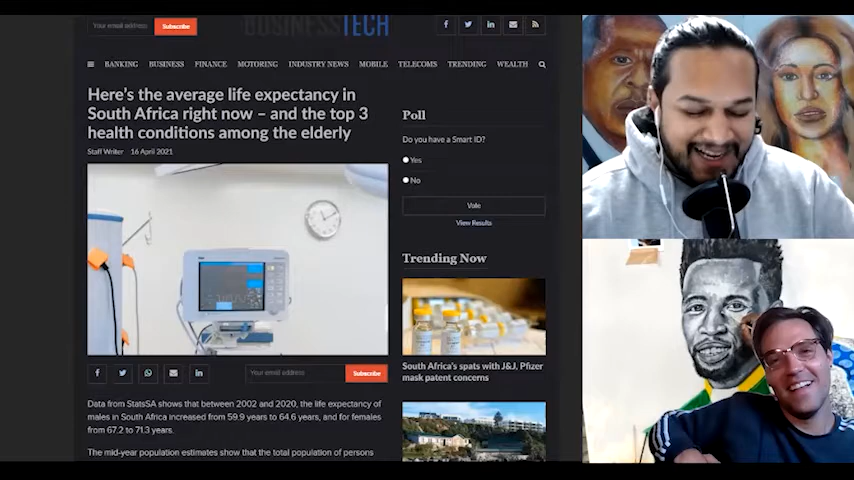 Your email address
Subscribe
BUSINESSTECH
BANKING
BUSINESS
FINANCE
MOTORING
INDUSTRY NEWS
MOBILE
TELECOMS
TRENDING
WEALTH
Here's the average life expectancy in
South Africa right now – and the top 3
health conditions among the elderly
Staff Writer 16 April 2021
Your email address
Subscribe
Data from StatsSA shows that between 2002 and 2020, the life expectancy of
males in South Africa increased from 59.9 years to 64.6 years, and for females
from 67.2 to 71.3 years.
The mid-year population estimates show that the total population of persons
Poll
Do you have a Smart ID?
Yes
No
Vote
View Results
Trending Now
South Africa's spats with J&J, Pfizer
mask patent concerns